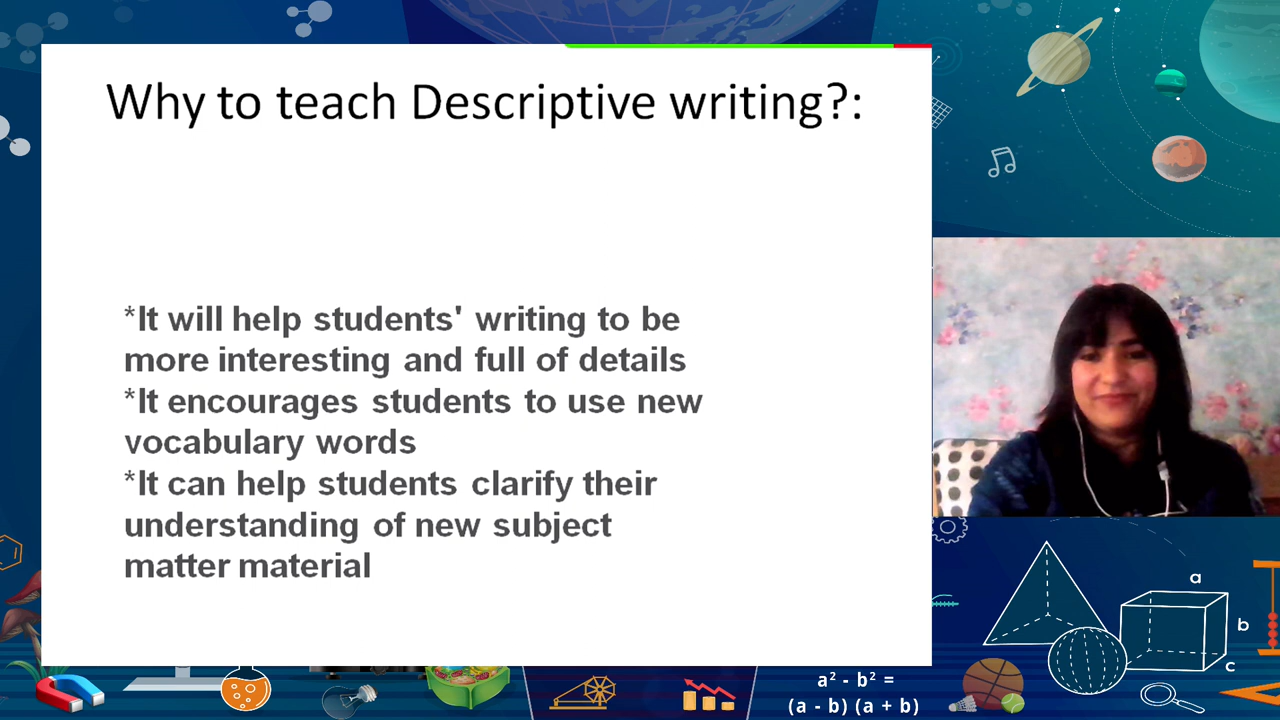 Why to teach Descriptive writing?:
*It will help students' writing to be
more interesting and full of details
*It encourages students to use new
vocabulary words
*It can help students clarify their
understanding of new subject
matter material
a
b
c
a² - b² =
(a - b) (a + b)